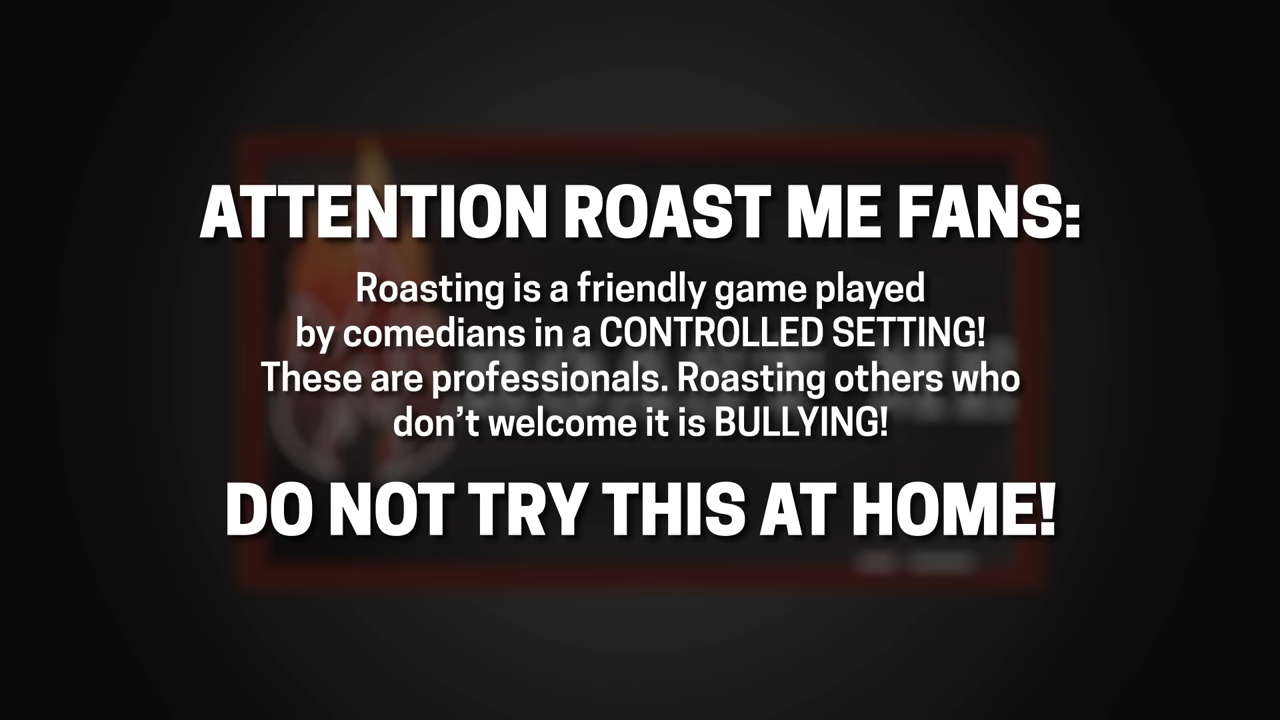 ATTENTION ROAST ME FANS:
Roasting is a friendly game played
by comedians in a CONTROLLED SETTING!
These are professionals. Roasting others who
don’t welcome it is BULLYING!
DO NOT TRY THIS AT HOME!